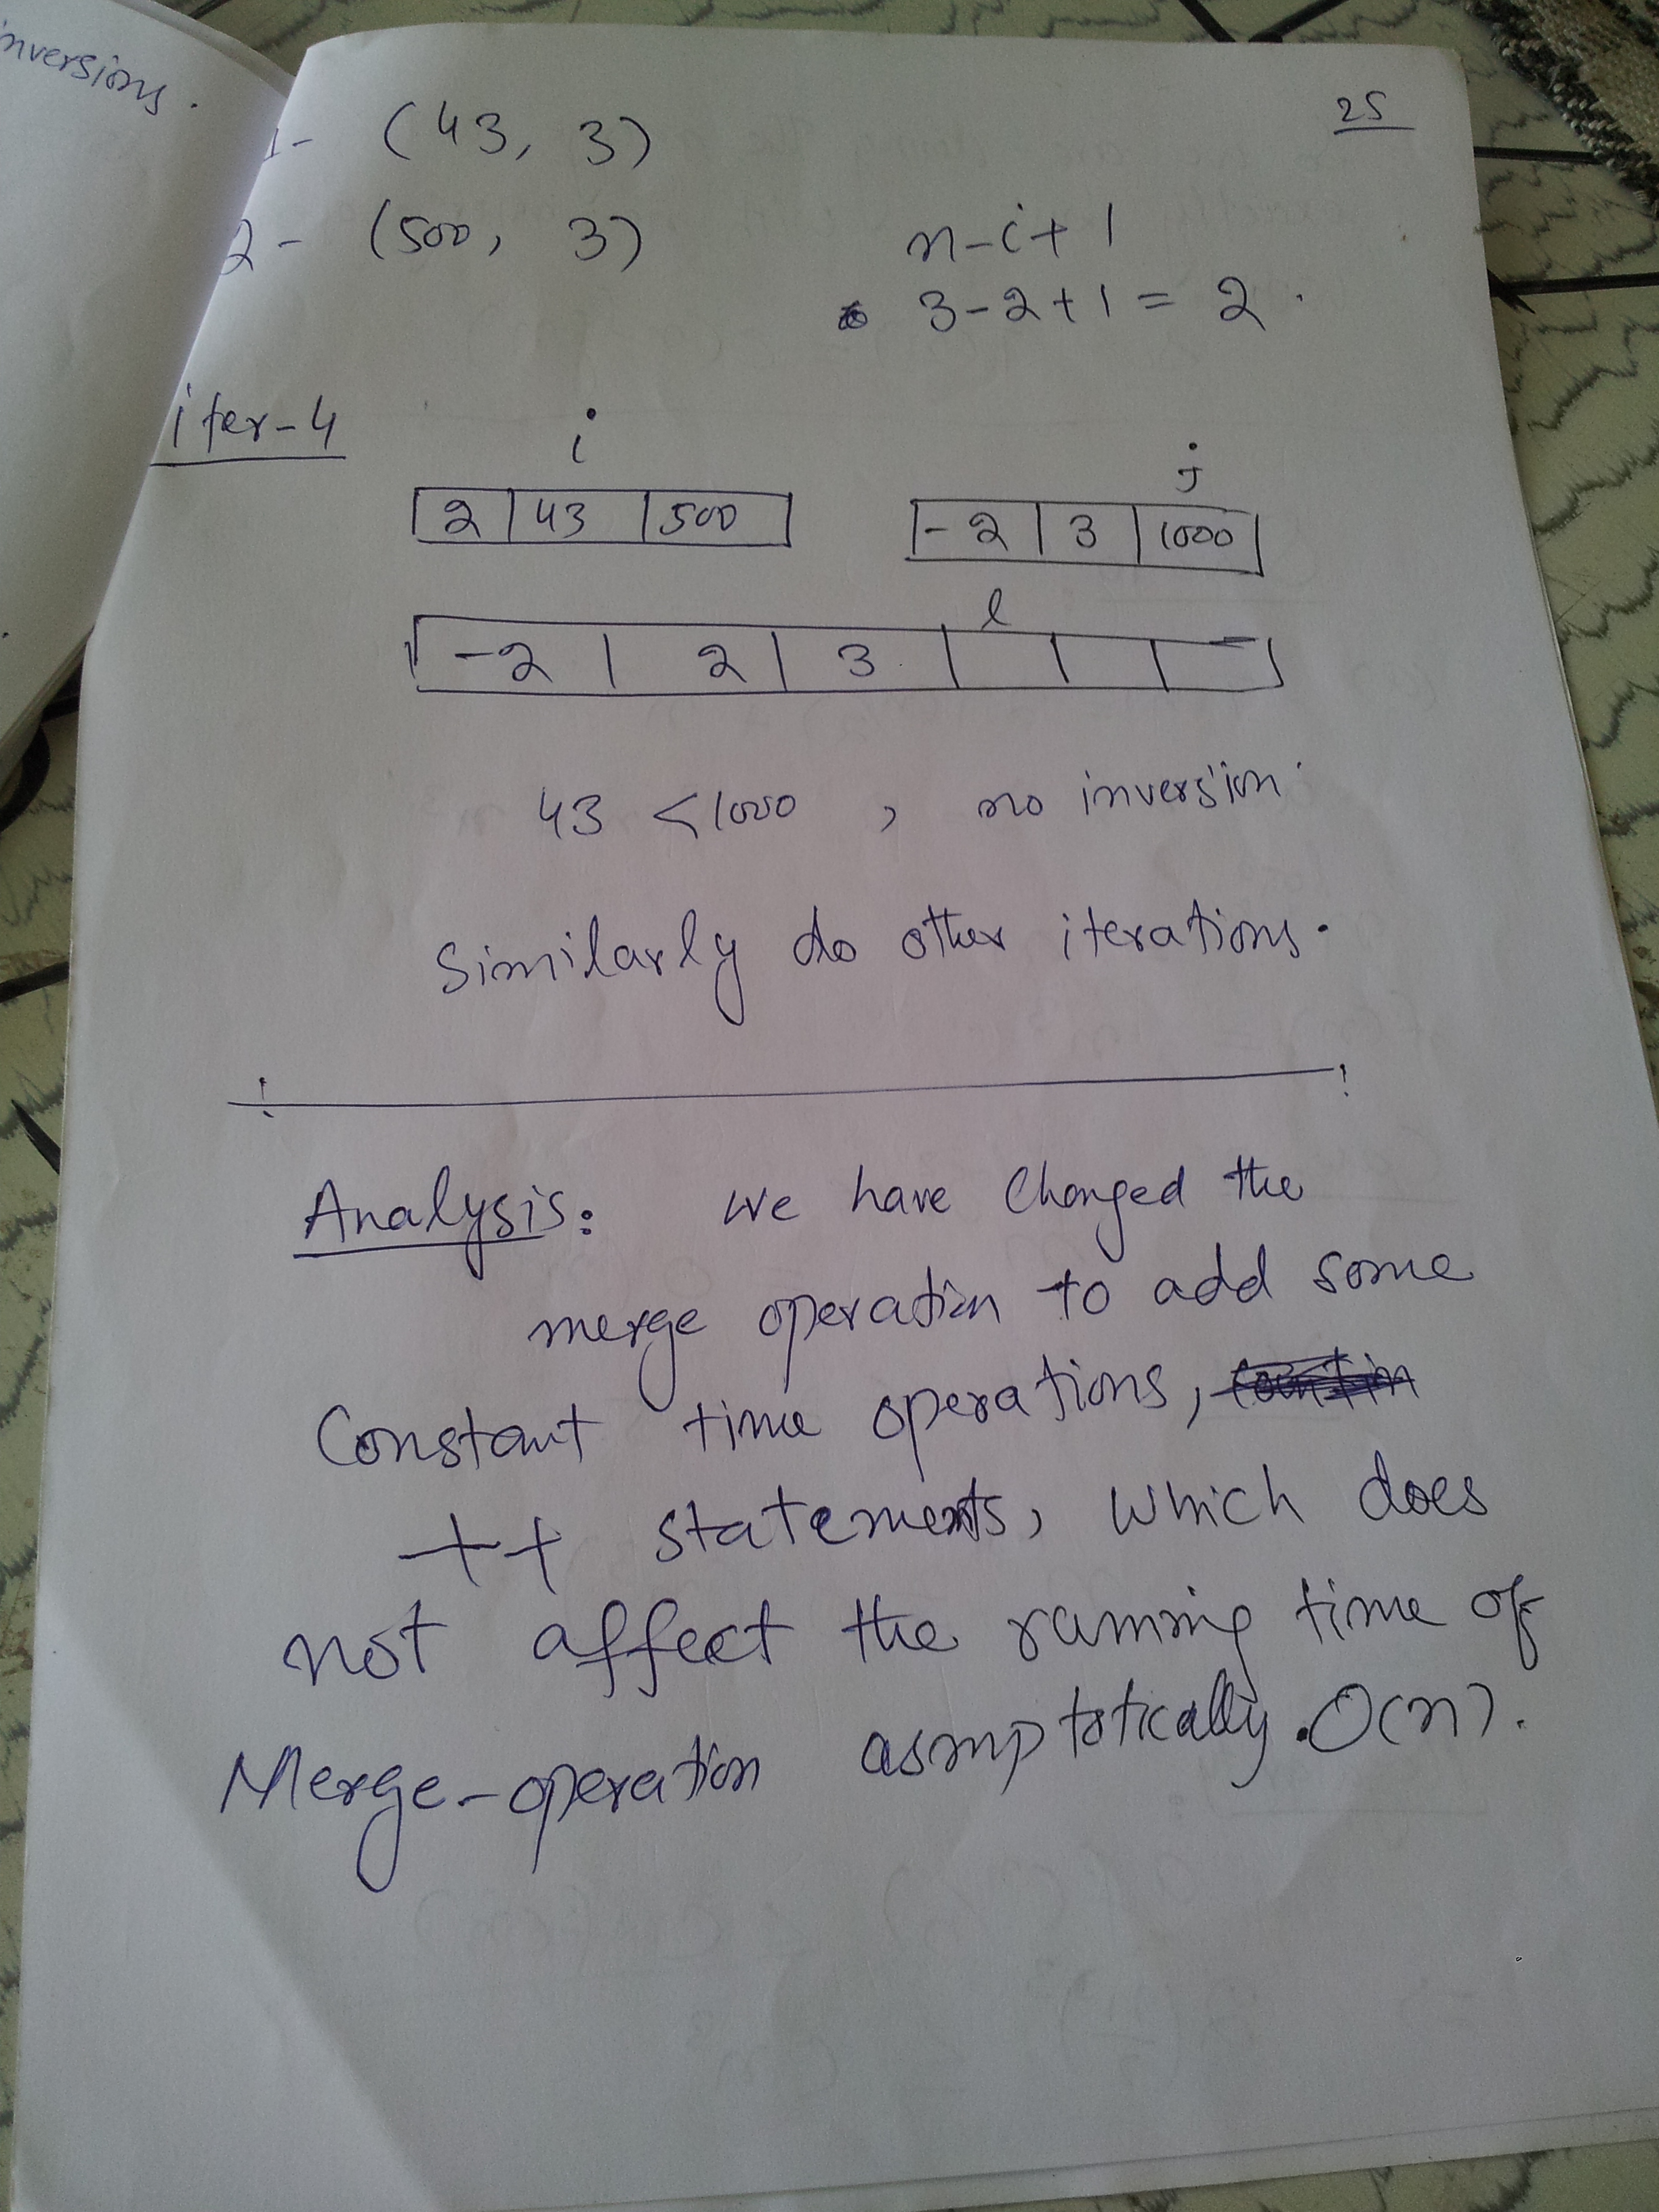 inversions.
25
1- (43, 3)
2- (500, 3)
n-i+1
3-2+1 = 2.
iter-4
i
j
2 | 43 | 500
-2 | 3 | 1000
l
-2 | 2 | 3
43 < 1000 , no inversion
Similarly do other iterations.
Analysis: we have changed the
merge operation to add some
Constant time operations,
++ statements, which does
not affect the running time of
Merge-operation asymptotically. O(n).